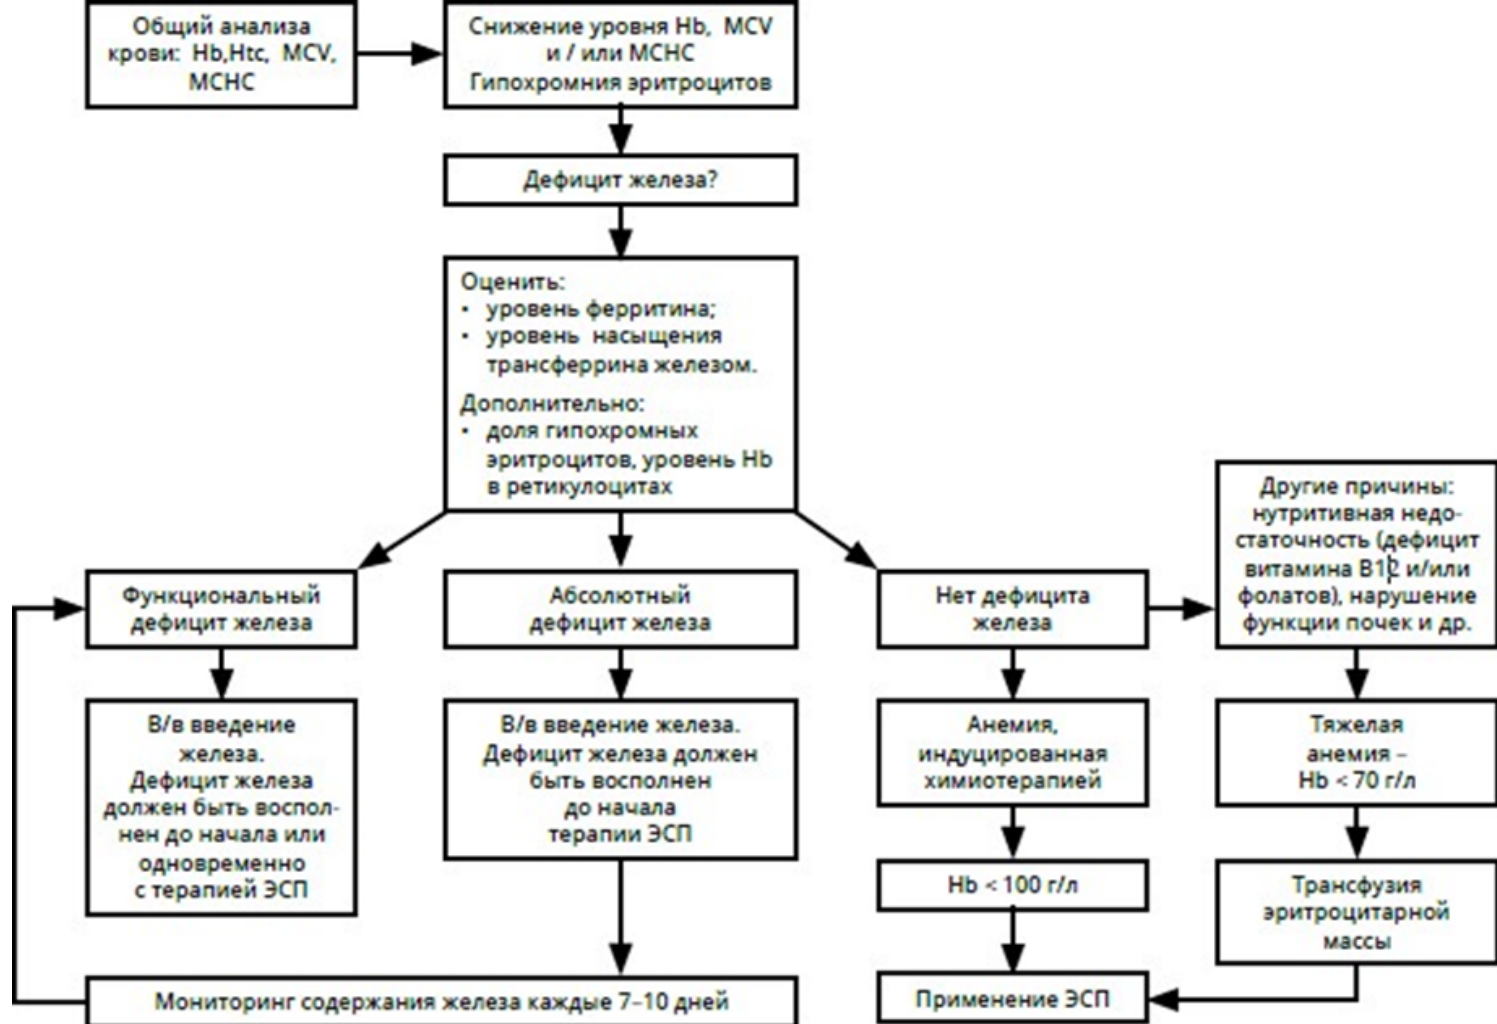 Общий анализа
крови: Hb,Htc, MCV,
MCHC
Снижение уровня Hb, MCV
и / или MCHC
Гипохромния эритроцитов
Дефицит железа?
Оценить:
• уровень ферритина;
• уровень насыщения
трансферрина железом.
Дополнительно:
• доля гипохромных
эритроцитов, уровень Hb
в ретикулоцитах
Функциональный
дефицит железа
Абсолютный
дефицит железа
Нет дефицита
железа
Другие причины:
нутритивная недо-
статочность (дефицит
витамина B12 и/или
фолатов), нарушение
функции почек и др.
В/в введение
железа.
Дефицит железа
должен быть воспол-
нен до начала или
одновременно
с терапией ЭСП
В/в введение железа.
Дефицит железа должен
быть восполнен
до начала
терапии ЭСП
Анемия,
индуцированная
химиотерапией
Тяжелая
анемия –
Hb < 70 г/л
Hb < 100 г/л
Трансфузия
эритроцитарной
массы
Мониторинг содержания железа каждые 7–10 дней
Применение ЭСП